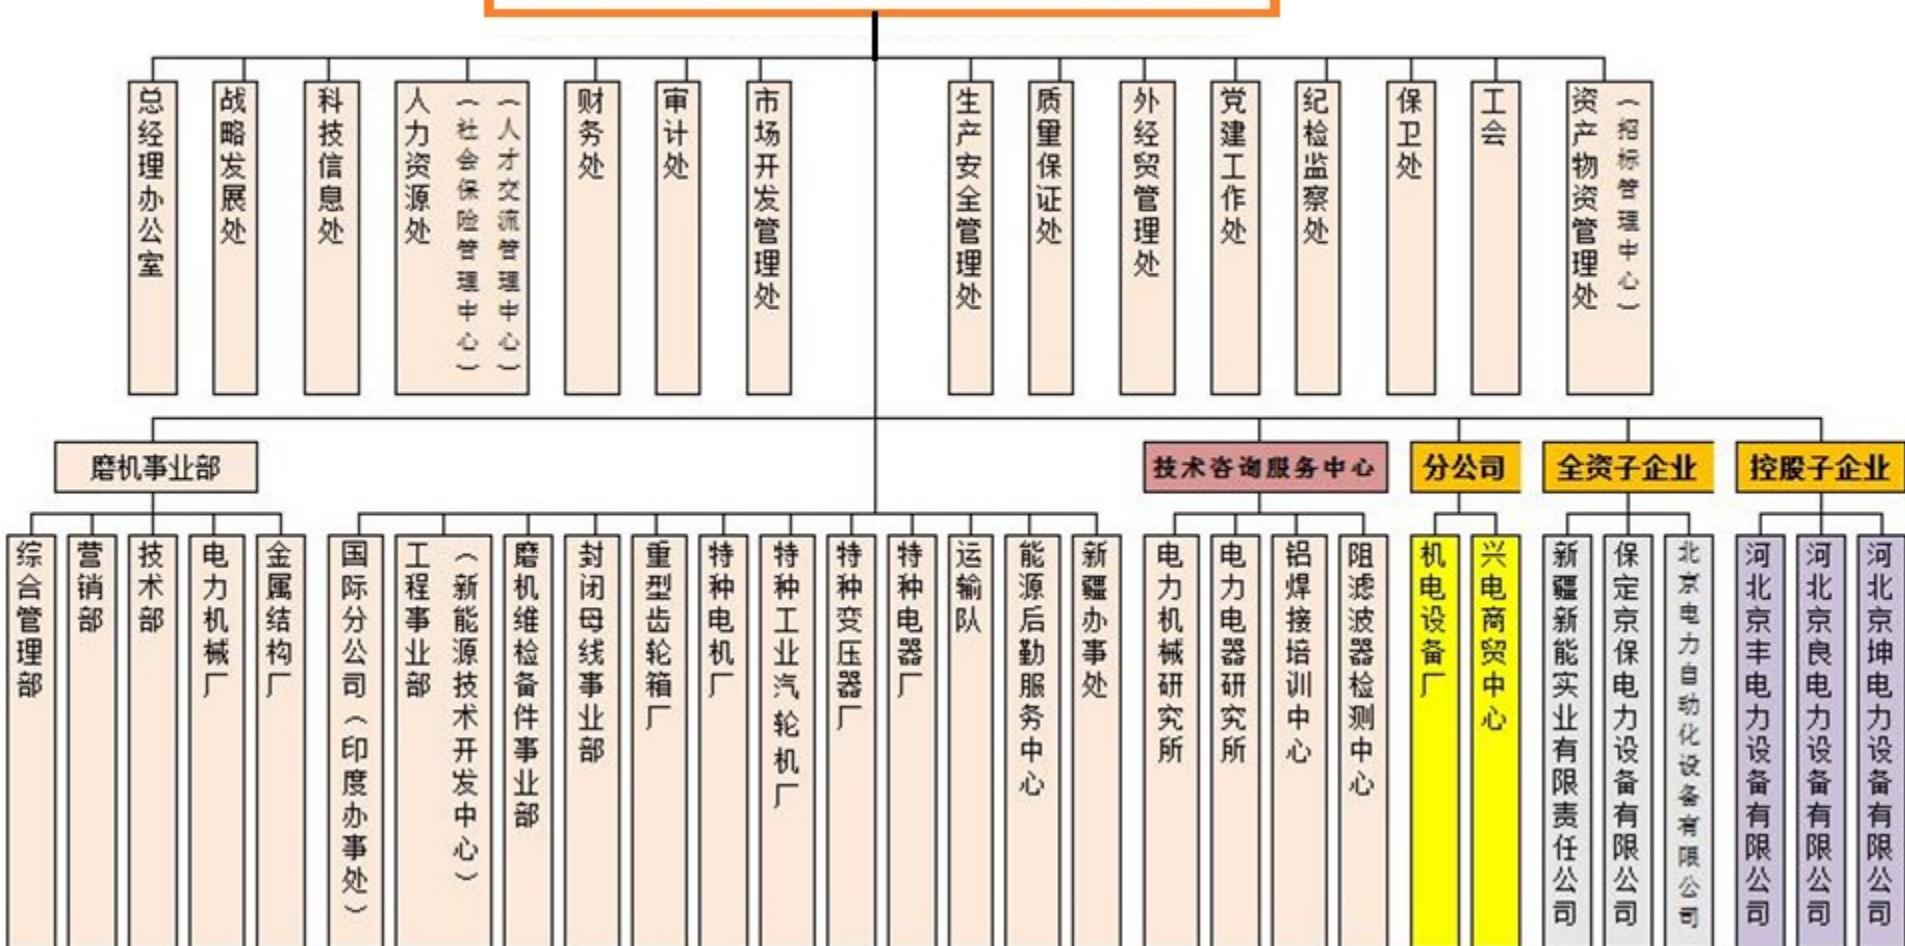 总经理办公室
战略发展处
科技信息处
人力资源处
（社会保险管理中心）
（人才交流管理中心）
财务处
审计处
市场开发管理处
生产安全管理处
质量保证处
外经贸管理处
党建工作处
纪检监察处
保卫处
工会
资产物资管理处
（招标管理中心）
磨机事业部
技术咨询服务中心
分公司
全资子企业
控股子企业
综合管理部
营销部
技术部
电力机械厂
金属结构厂
国际分公司（印度办事处）
工程事业部
（新能源技术开发中心）
磨机维检备件事业部
封闭母线事业部
重型齿轮箱厂
特种电机厂
特种工业汽轮机厂
特种变压器厂
特种电器厂
运输队
能源后勤服务中心
新疆办事处
电力机械研究所
电力电器研究所
铝焊接培训中心
阻滤波器检测中心
机电设备厂
兴电商贸中心
新疆新能实业有限责任公司
保定京保电力设备有限公司
北京电力自动化设备有限公司
河北京丰电力设备有限公司
河北京良电力设备有限公司
河北京坤电力设备有限公司